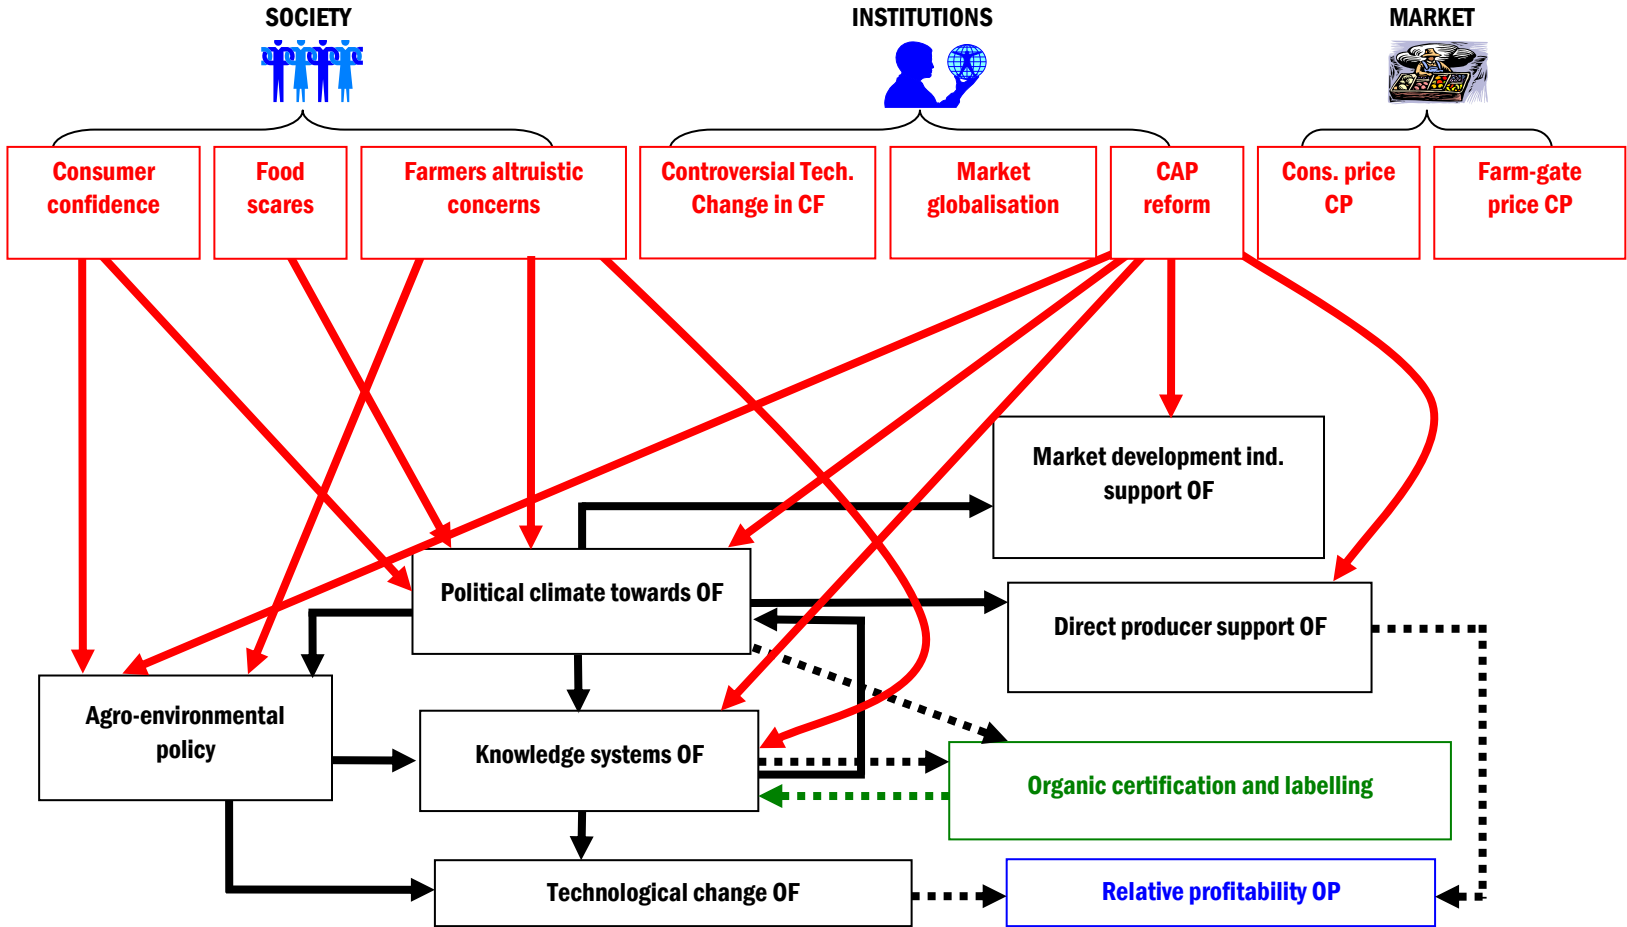 SOCIETY
INSTITUTIONS
MARKET
Consumer
confidence
Food
scares
Farmers altruistic
concerns
Controversial Tech.
Change in CF
Market
globalisation
CAP
reform
Cons. price
CP
Farm-gate
price CP
Market development ind.
support OF
Political climate towards OF
Direct producer support OF
Agro-environmental
policy
Knowledge systems OF
Organic certification and labelling
Technological change OF
Relative profitability OP